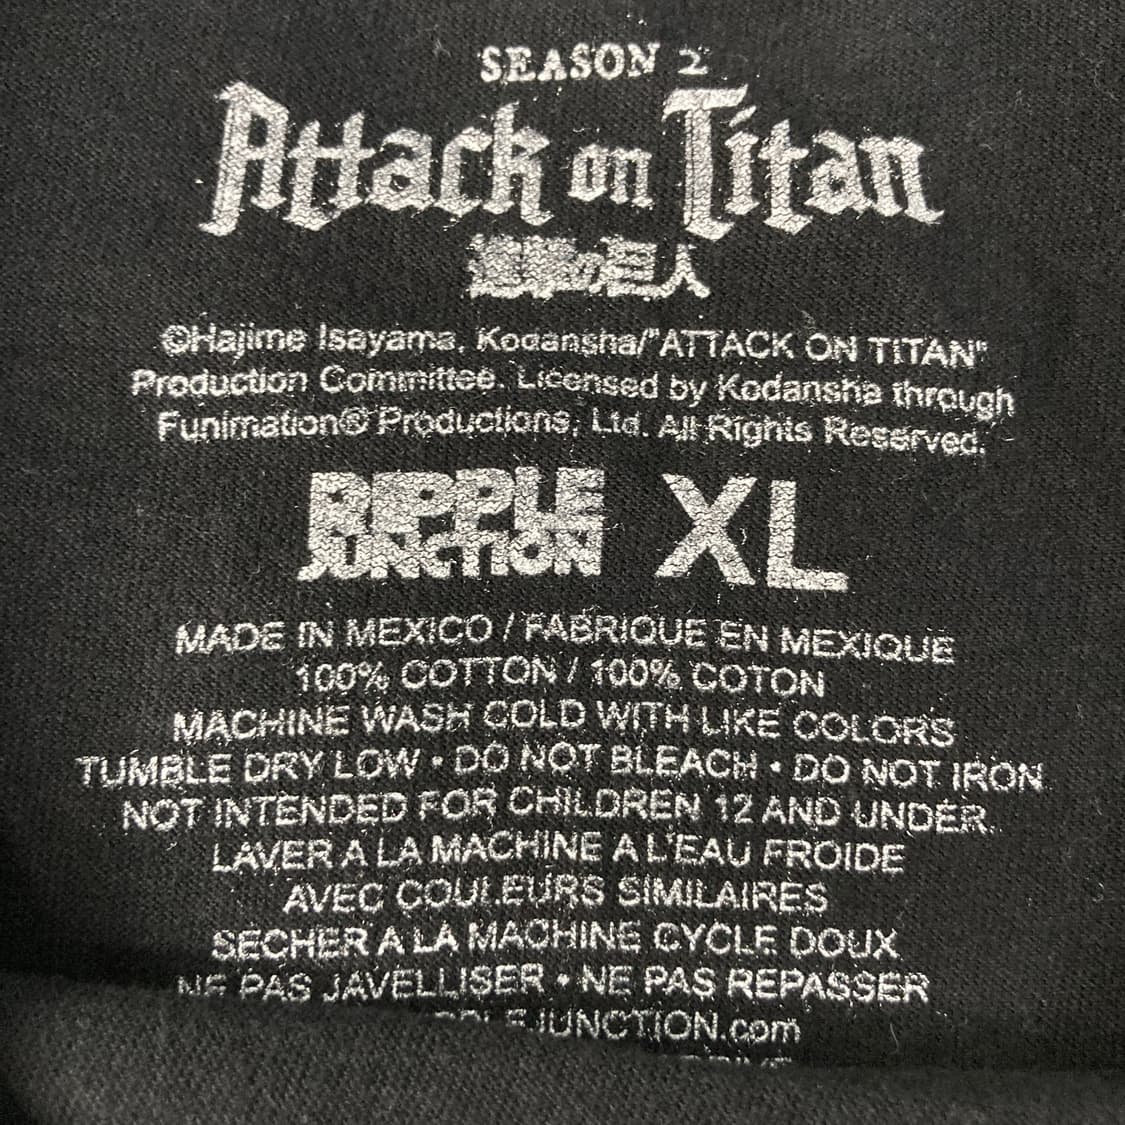 SEASON 2
Attack on Titan
進撃の巨人
©Hajime Isayama, Kodansha/"ATTACK ON TITAN"
Production Committee. Licensed by Kodansha through
Funimation® Productions, Ltd. All Rights Reserved.
RIPPLE JUNCTION XL
MADE IN MEXICO / FABRIQUE EN MEXIQUE
100% COTTON / 100% COTON
MACHINE WASH COLD WITH LIKE COLORS
TUMBLE DRY LOW • DO NOT BLEACH • DO NOT IRON
NOT INTENDED FOR CHILDREN 12 AND UNDER.
LAVER A LA MACHINE A L'EAU FROIDE
AVEC COULEURS SIMILAIRES
SECHER A LA MACHINE CYCLE DOUX
NE PAS JAVELLISER • NE PAS REPASSER
JUNCTION.com